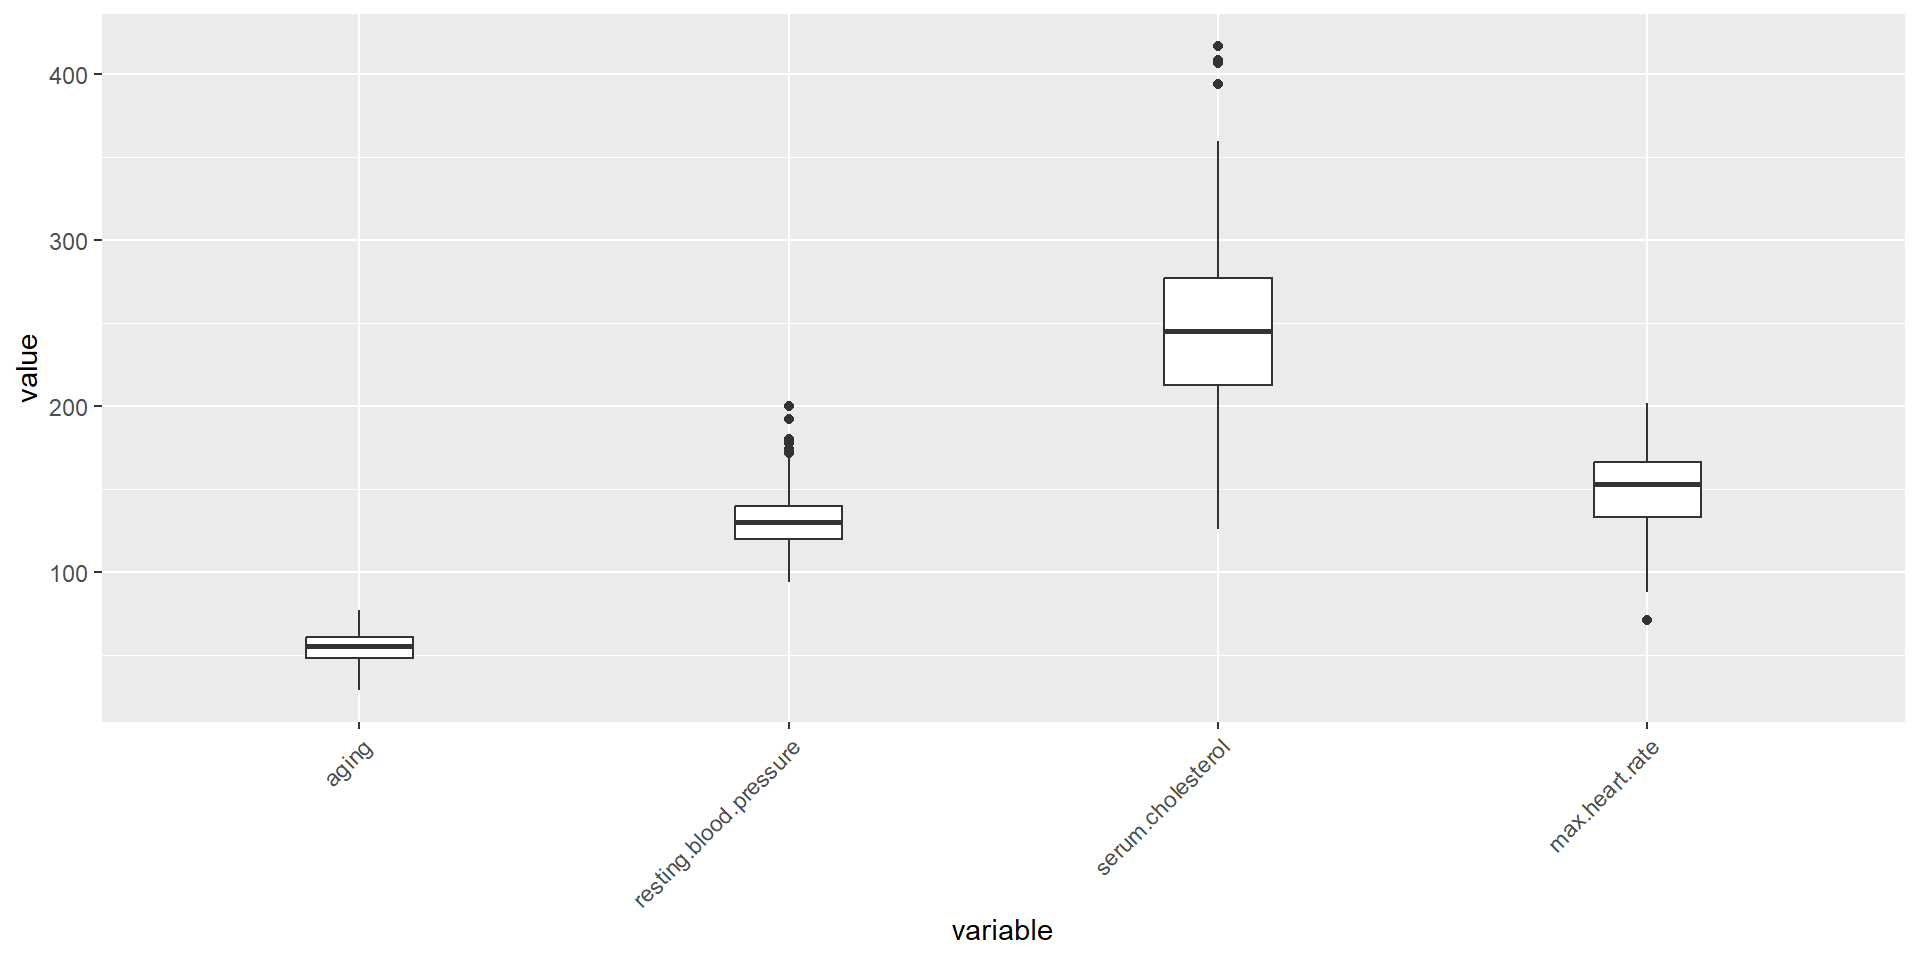 400
300
200
100
value
aging
resting.blood.pressure
serum.cholesterol
max.heart.rate
variable